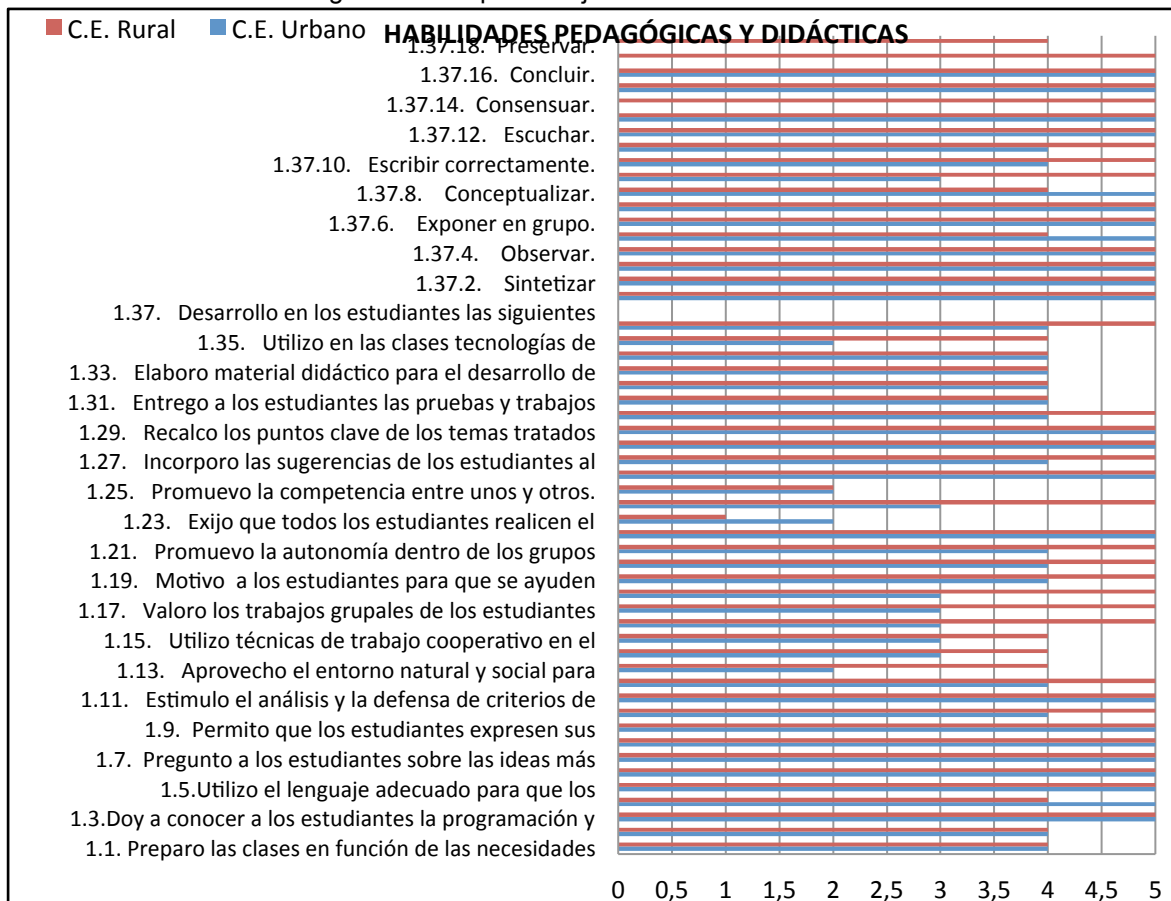 C.E. Rural C.E. Urbano HABILIDADES PEDAGÓGICAS Y DIDÁCTICAS
1.37.18. Preservar.
1.37.16. Concluir.
1.37.14. Consensuar.
1.37.12. Escuchar.
1.37.10. Escribir correctamente.
1.37.8. Conceptualizar.
1.37.6. Exponer en grupo.
1.37.4. Observar.
1.37.2. Sintetizar
1.37. Desarrollo en los estudiantes las siguientes
1.35. Utilizo en las clases tecnologías de
1.33. Elaboro material didáctico para el desarrollo de
1.31. Entrego a los estudiantes las pruebas y trabajos
1.29. Recalco los puntos clave de los temas tratados
1.27. Incorporo las sugerencias de los estudiantes al
1.25. Promuevo la competencia entre unos y otros.
1.23. Exijo que todos los estudiantes realicen el
1.21. Promuevo la autonomía dentro de los grupos
1.19. Motivo a los estudiantes para que se ayuden
1.17. Valoro los trabajos grupales de los estudiantes
1.15. Utilizo técnicas de trabajo cooperativo en el
1.13. Aprovecho el entorno natural y social para
1.11. Estimulo el análisis y la defensa de criterios de
1.9. Permito que los estudiantes expresen sus
1.7. Pregunto a los estudiantes sobre las ideas más
1.5.Utilizo el lenguaje adecuado para que los
1.3.Doy a conocer a los estudiantes la programación y
1.1. Preparo las clases en función de las necesidades
0 0,5 1 1,5 2 2,5 3 3,5 4 4,5 5